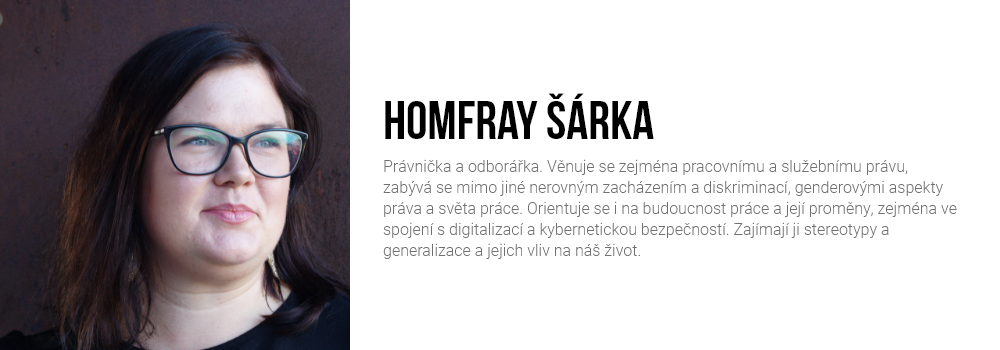 HOMFRAY ŠÁRKA
Právnička a odborářka. Věnuje se zejména pracovnímu a služebnímu právu,
zabývá se mimo jiné nerovným zacházením a diskriminací, genderovými aspekty
práva a světa práce. Orientuje se i na budoucnost práce a její proměny, zejména ve
spojení s digitalizací a kybernetickou bezpečností. Zajímají ji stereotypy a
generalizace a jejich vliv na náš život.